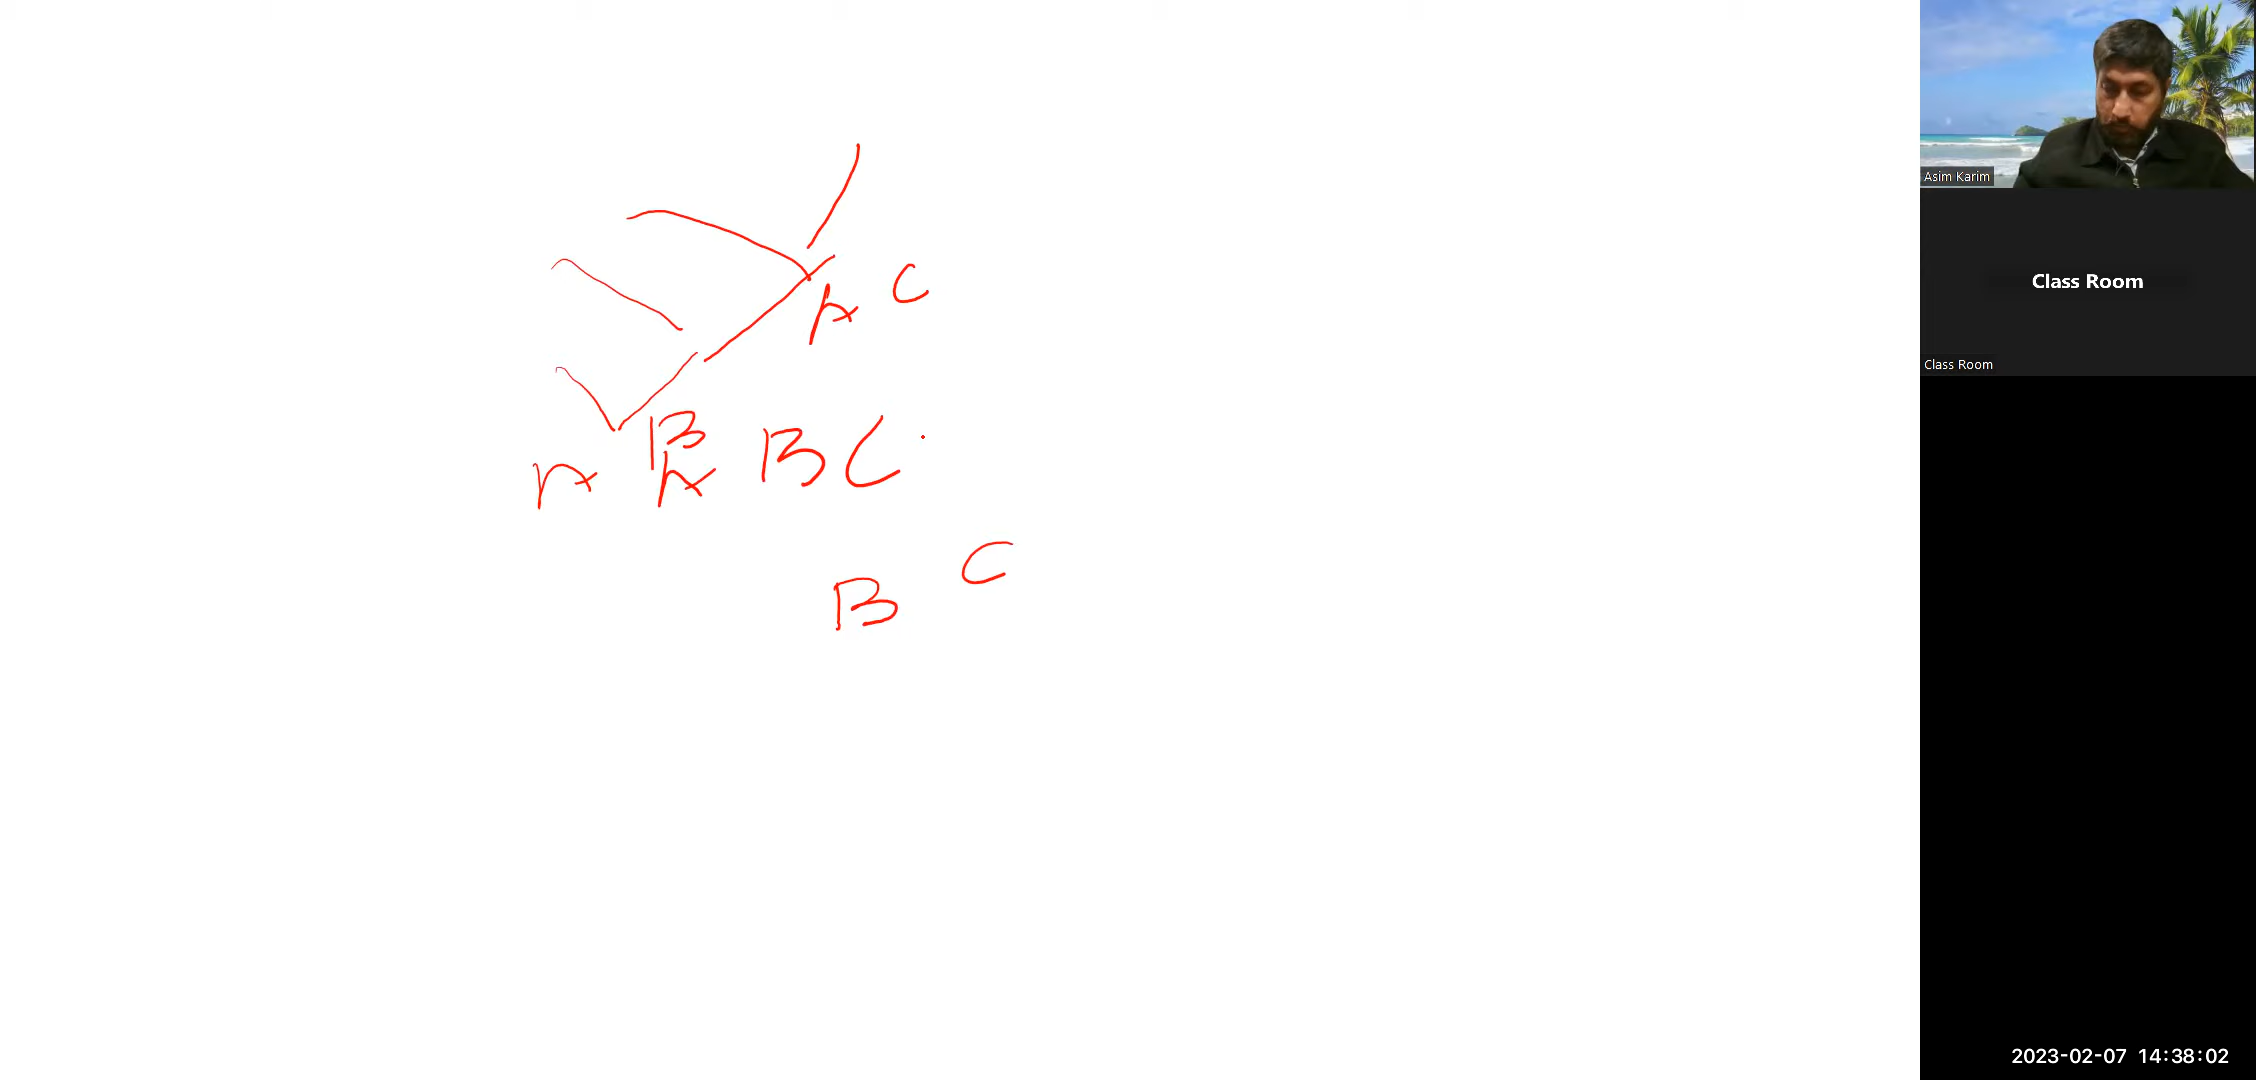 A C
B
A A B C
B C
Asim Karim
Class Room
Class Room
2023-02-07 14:38:02